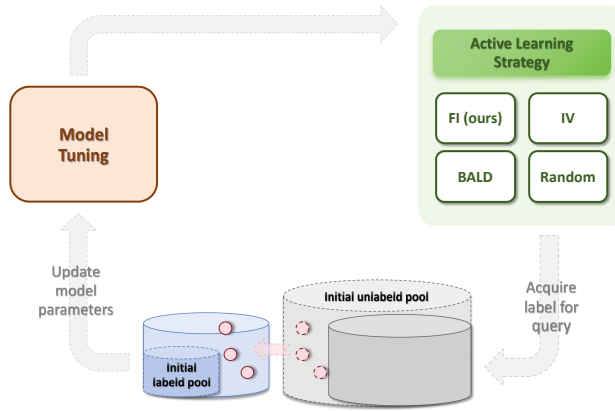 Active Learning
Strategy
FI (ours)
IV
BALD
Random
Model
Tuning
Update
model
parameters
Initial unlabeld pool
Acquire
label for
query
Initial
labeld pool